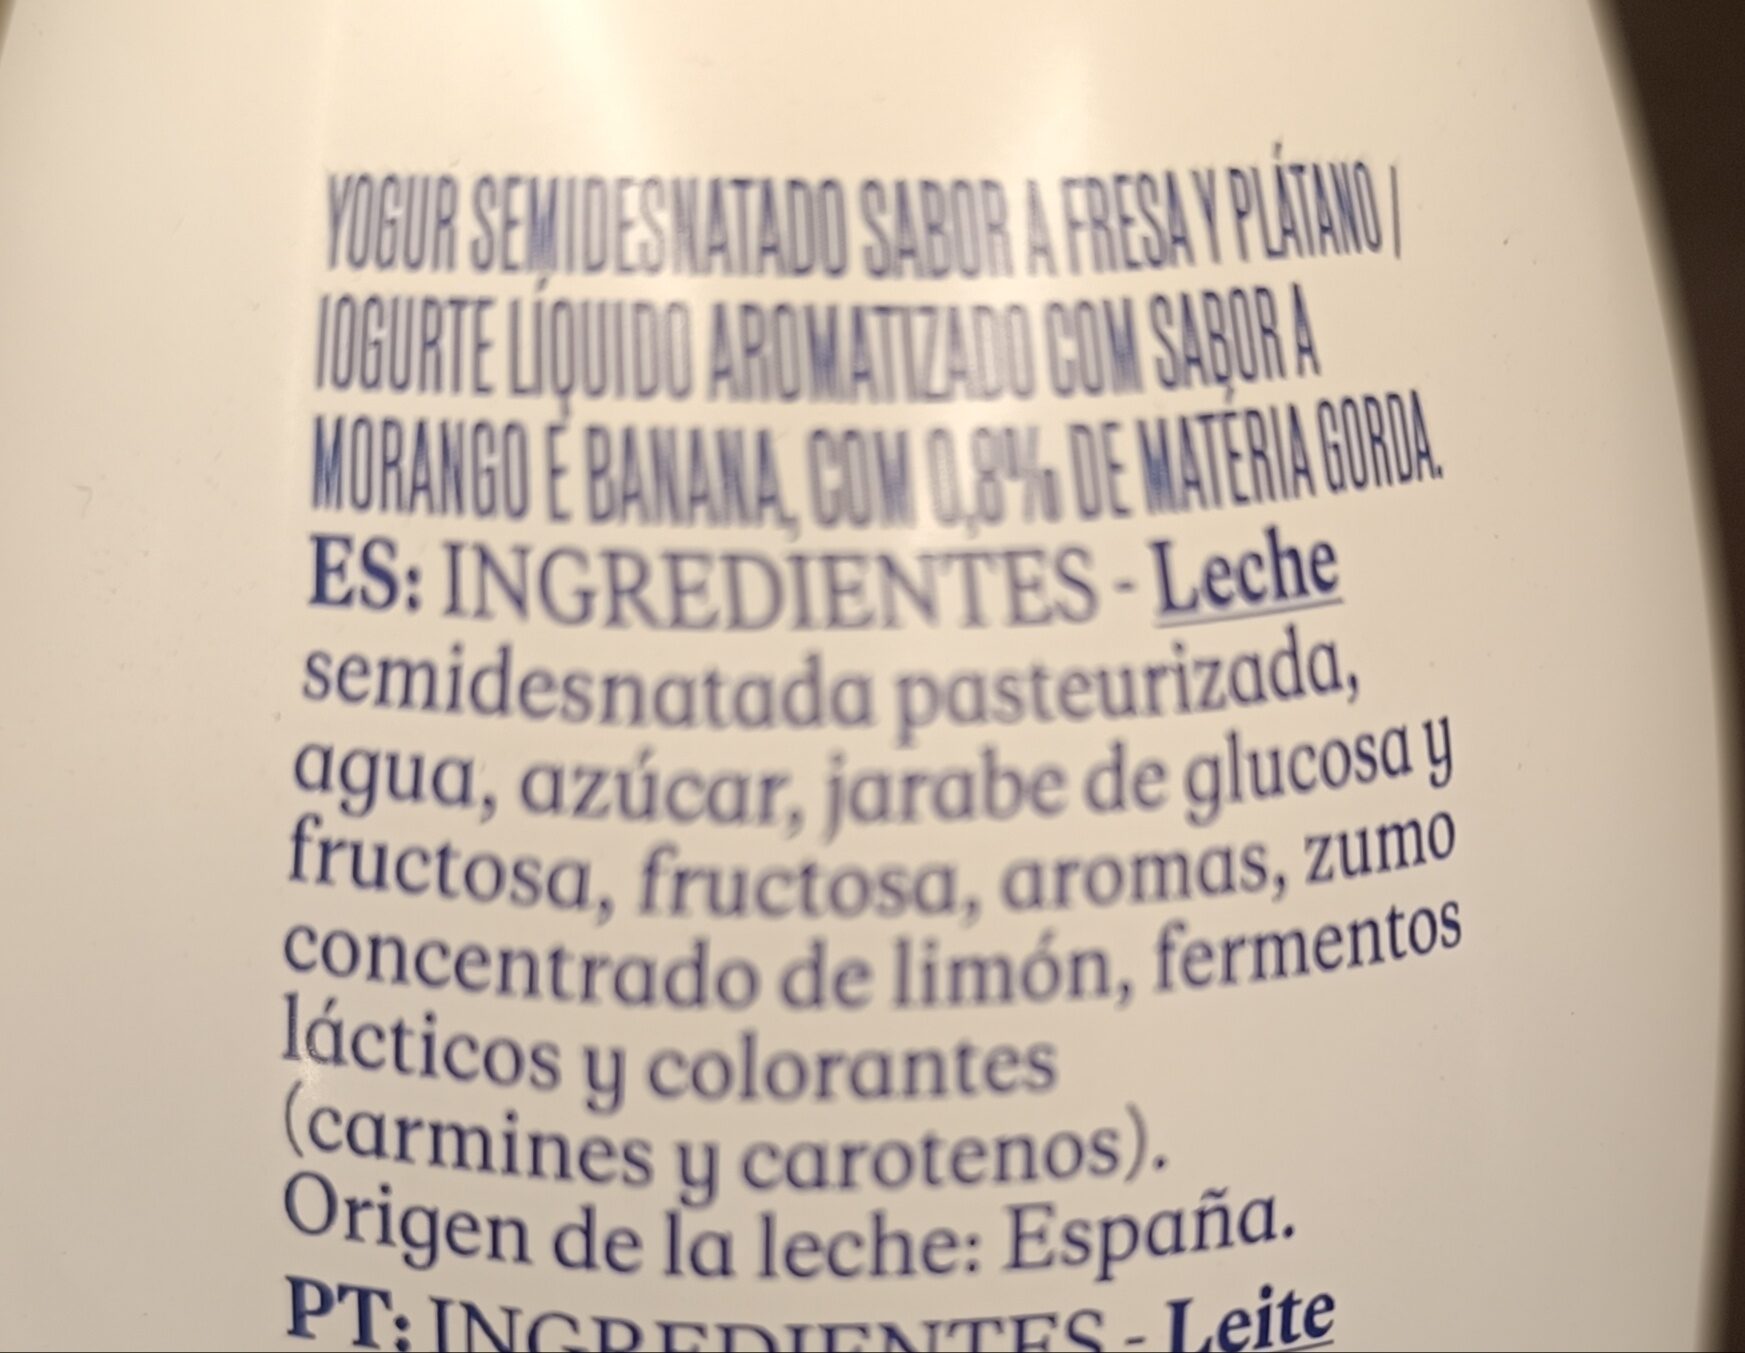 YOGUR SEMIDESNATADO SABOR A FRESA Y PLÁTANO /
IOGURTE LÍQUIDO AROMATIZADO COM SABOR A
MORANGO E BANANA, COM 0,8% DE MATÉRIA GORDA.
ES: INGREDIENTES - Leche
semidesnatada pasteurizada,
agua, azúcar, jarabe de glucosa y
fructosa, fructosa, aromas, zumo
concentrado de limón, fermentos
lácticos y colorantes
(carmines y carotenos).
Origen de la leche: España.
PT: INGREDIENTES - Leite